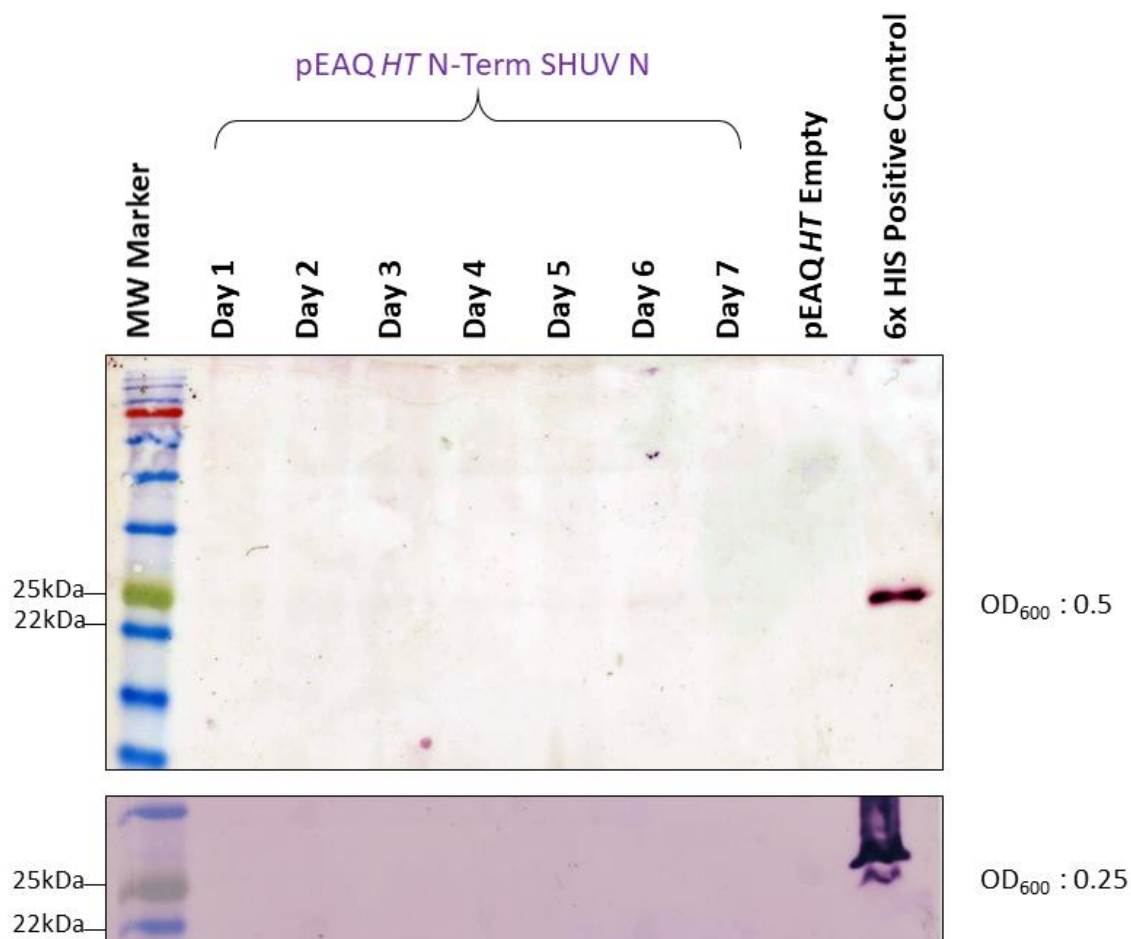 pEAQ HT N-Term SHUV N
MW Marker
Day 1
Day 2
Day 3
Day 4
Day 5
Day 6
Day 7
pEAQ HT Empty
6x HIS Positive Control
25kDa
22kDa
OD₆₀₀ : 0.5
25kDa
22kDa
OD₆₀₀ : 0.25